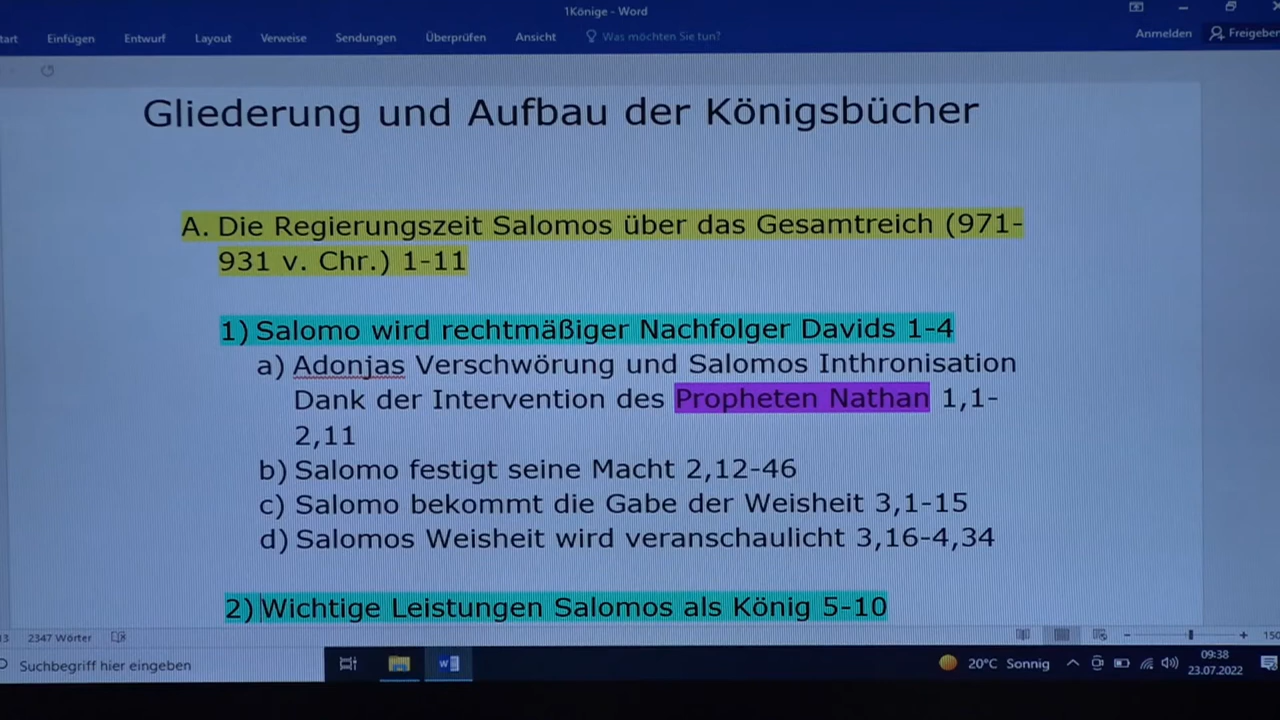 1Könige - Word
Einfügen Entwurf Layout Verweise Sendungen Überprüfen Ansicht Was möchten Sie tun? Anmelden
Gliederung und Aufbau der Königsbücher
A. Die Regierungszeit Salomos über das Gesamtreich (971-
931 v. Chr.) 1-11
1) Salomo wird rechtmäßiger Nachfolger Davids 1-4
a) Adonjas Verschwörung und Salomos Inthronisation
Dank der Intervention des Propheten Nathan 1,1-
2,11
b) Salomo festigt seine Macht 2,12-46
c) Salomo bekommt die Gabe der Weisheit 3,1-15
d) Salomos Weisheit wird veranschaulicht 3,16-4,34
2) Wichtige Leistungen Salomos als König 5-10
2347 Wörter
Suchbegriff hier eingeben
20°C Sonnig
09:38
23.07.2022